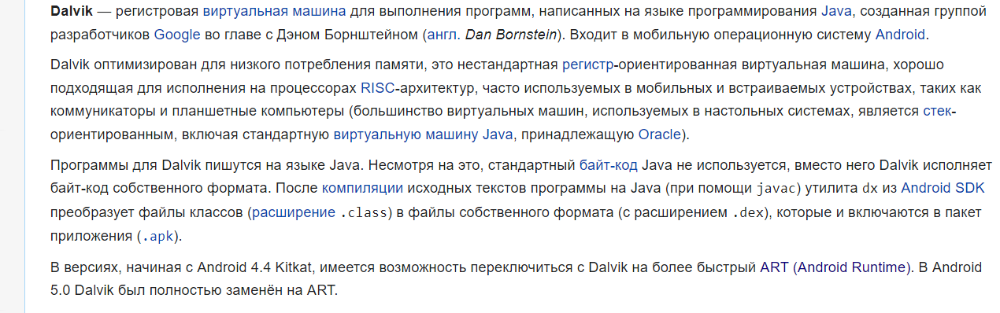 Dalvik — регистровая виртуальная машина для выполнения программ, написанных на языке программирования Java, созданная группой
разработчиков Google во главе с Дэном Борнштейном (англ. Dan Bornstein). Входит в мобильную операционную систему Android.
Dalvik оптимизирован для низкого потребления памяти, это нестандартная регистр-ориентированная виртуальная машина, хорошо
подходящая для исполнения на процессорах RISC-архитектур, часто используемых в мобильных и встраиваемых устройствах, таких как
коммуникаторы и планшетные компьютеры (большинство виртуальных машин, используемых в настольных системах, является стек-
ориентированным, включая стандартную виртуальную машину Java, принадлежащую Oracle).
Программы для Dalvik пишутся на языке Java. Несмотря на это, стандартный байт-код Java не используется, вместо него Dalvik исполняет
байт-код собственного формата. После компиляции исходных текстов программы на Java (при помощи javac) утилита dx из Android SDK
преобразует файлы классов (расширение .class) в файлы собственного формата (с расширением .dex), которые и включаются в пакет
приложения (.apk).
В версиях, начиная с Android 4.4 Kitkat, имеется возможность переключиться с Dalvik на более быстрый ART (Android Runtime). В Android
5.0 Dalvik был полностью заменён на ART.